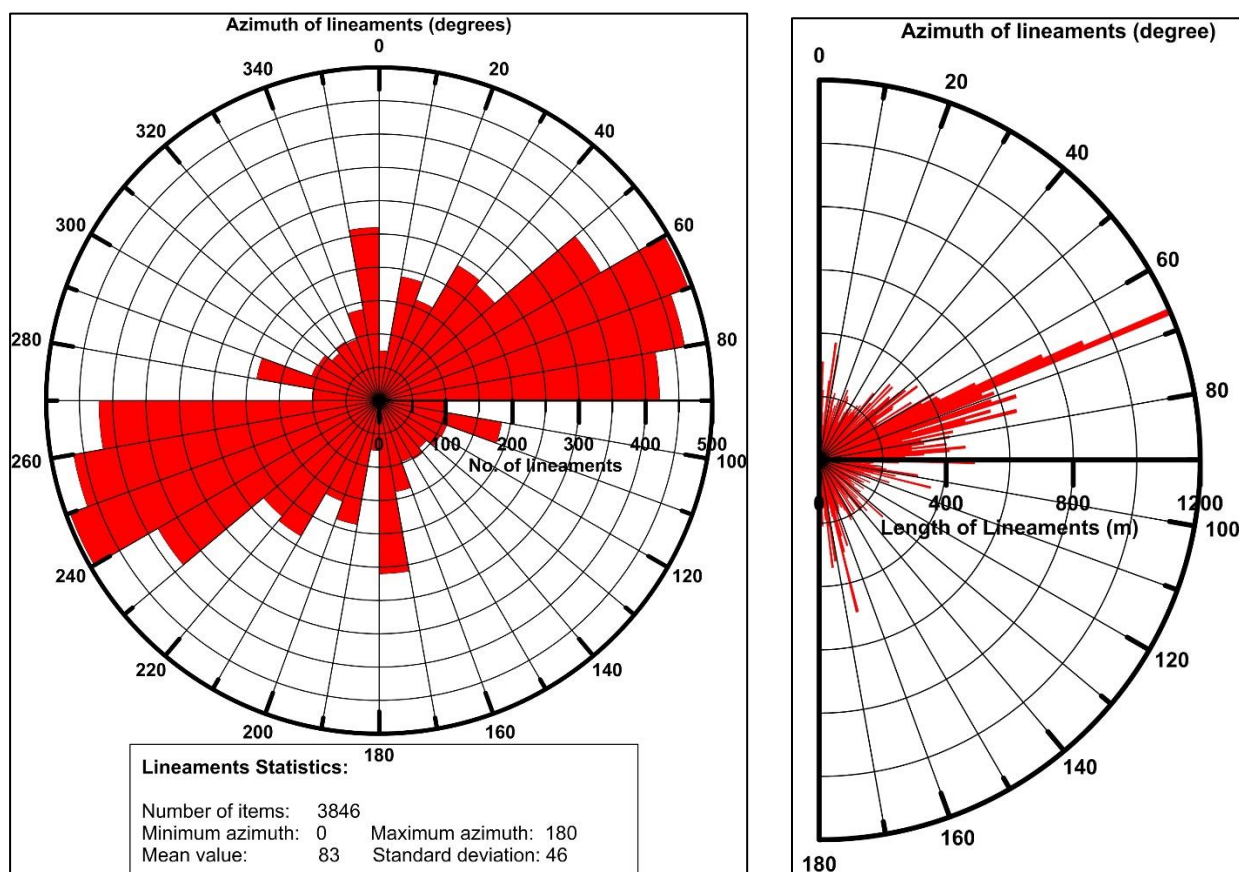 Azimuth of lineaments (degrees)
0
20
40
60
80
100
120
140
160
180
200
220
240
260
280
300
320
340
0 100 200 300 400 500
No. of lineaments
Lineaments Statistics:
Number of items: 3846
Minimum azimuth: 0 Maximum azimuth: 180
Mean value: 83 Standard deviation: 46
Azimuth of lineaments (degree)
0
20
40
60
80
100
120
140
160
180
0 400 800 1200
Length of Lineaments (m)